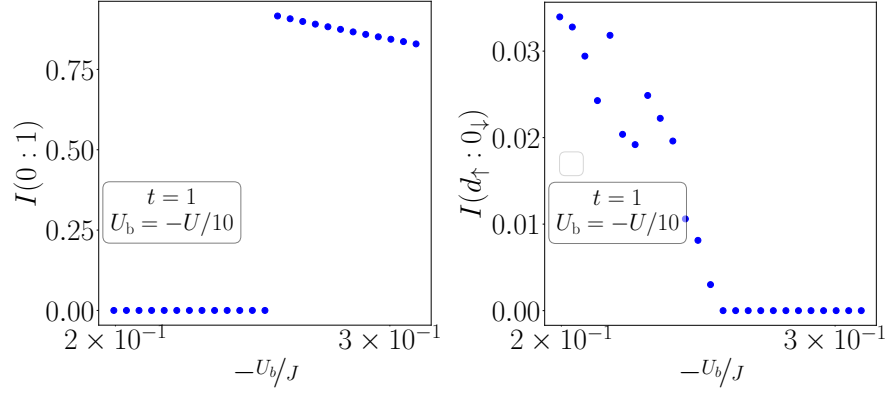 I(0 : 1)
0.75
0.50
0.25
0.00
t = 1
U_b = −U/10
2 × 10⁻¹
3 × 10⁻¹
−U_b/J
I(d↑ : 0↓)
0.03
0.02
0.01
0.00
t = 1
U_b = −U/10
2 × 10⁻¹
3 × 10⁻¹
−U_b/J